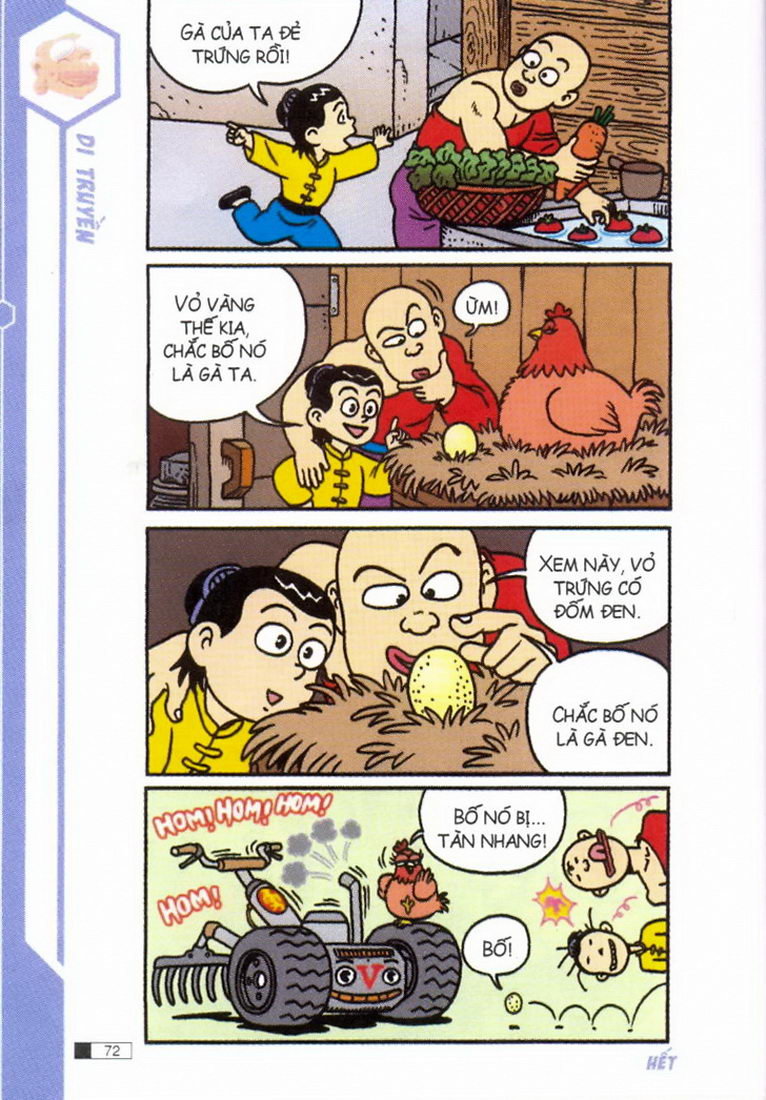 DI TRUYỀN
GÀ CỦA TA ĐẺ
TRỨNG RỒI!
VỎ VÀNG
THẾ KIA,
CHẮC BỐ NÓ
LÀ GÀ TA.
ỪM!
XEM NÀY, VỎ
TRỨNG CÓ
ĐỐM ĐEN.
CHẮC BỐ NÓ
LÀ GÀ ĐEN.
HOM! HOM! HOM!
HOM!
BỐ NÓ BỊ...
TÀN NHANG!
V
BỐ!
72
HẾT